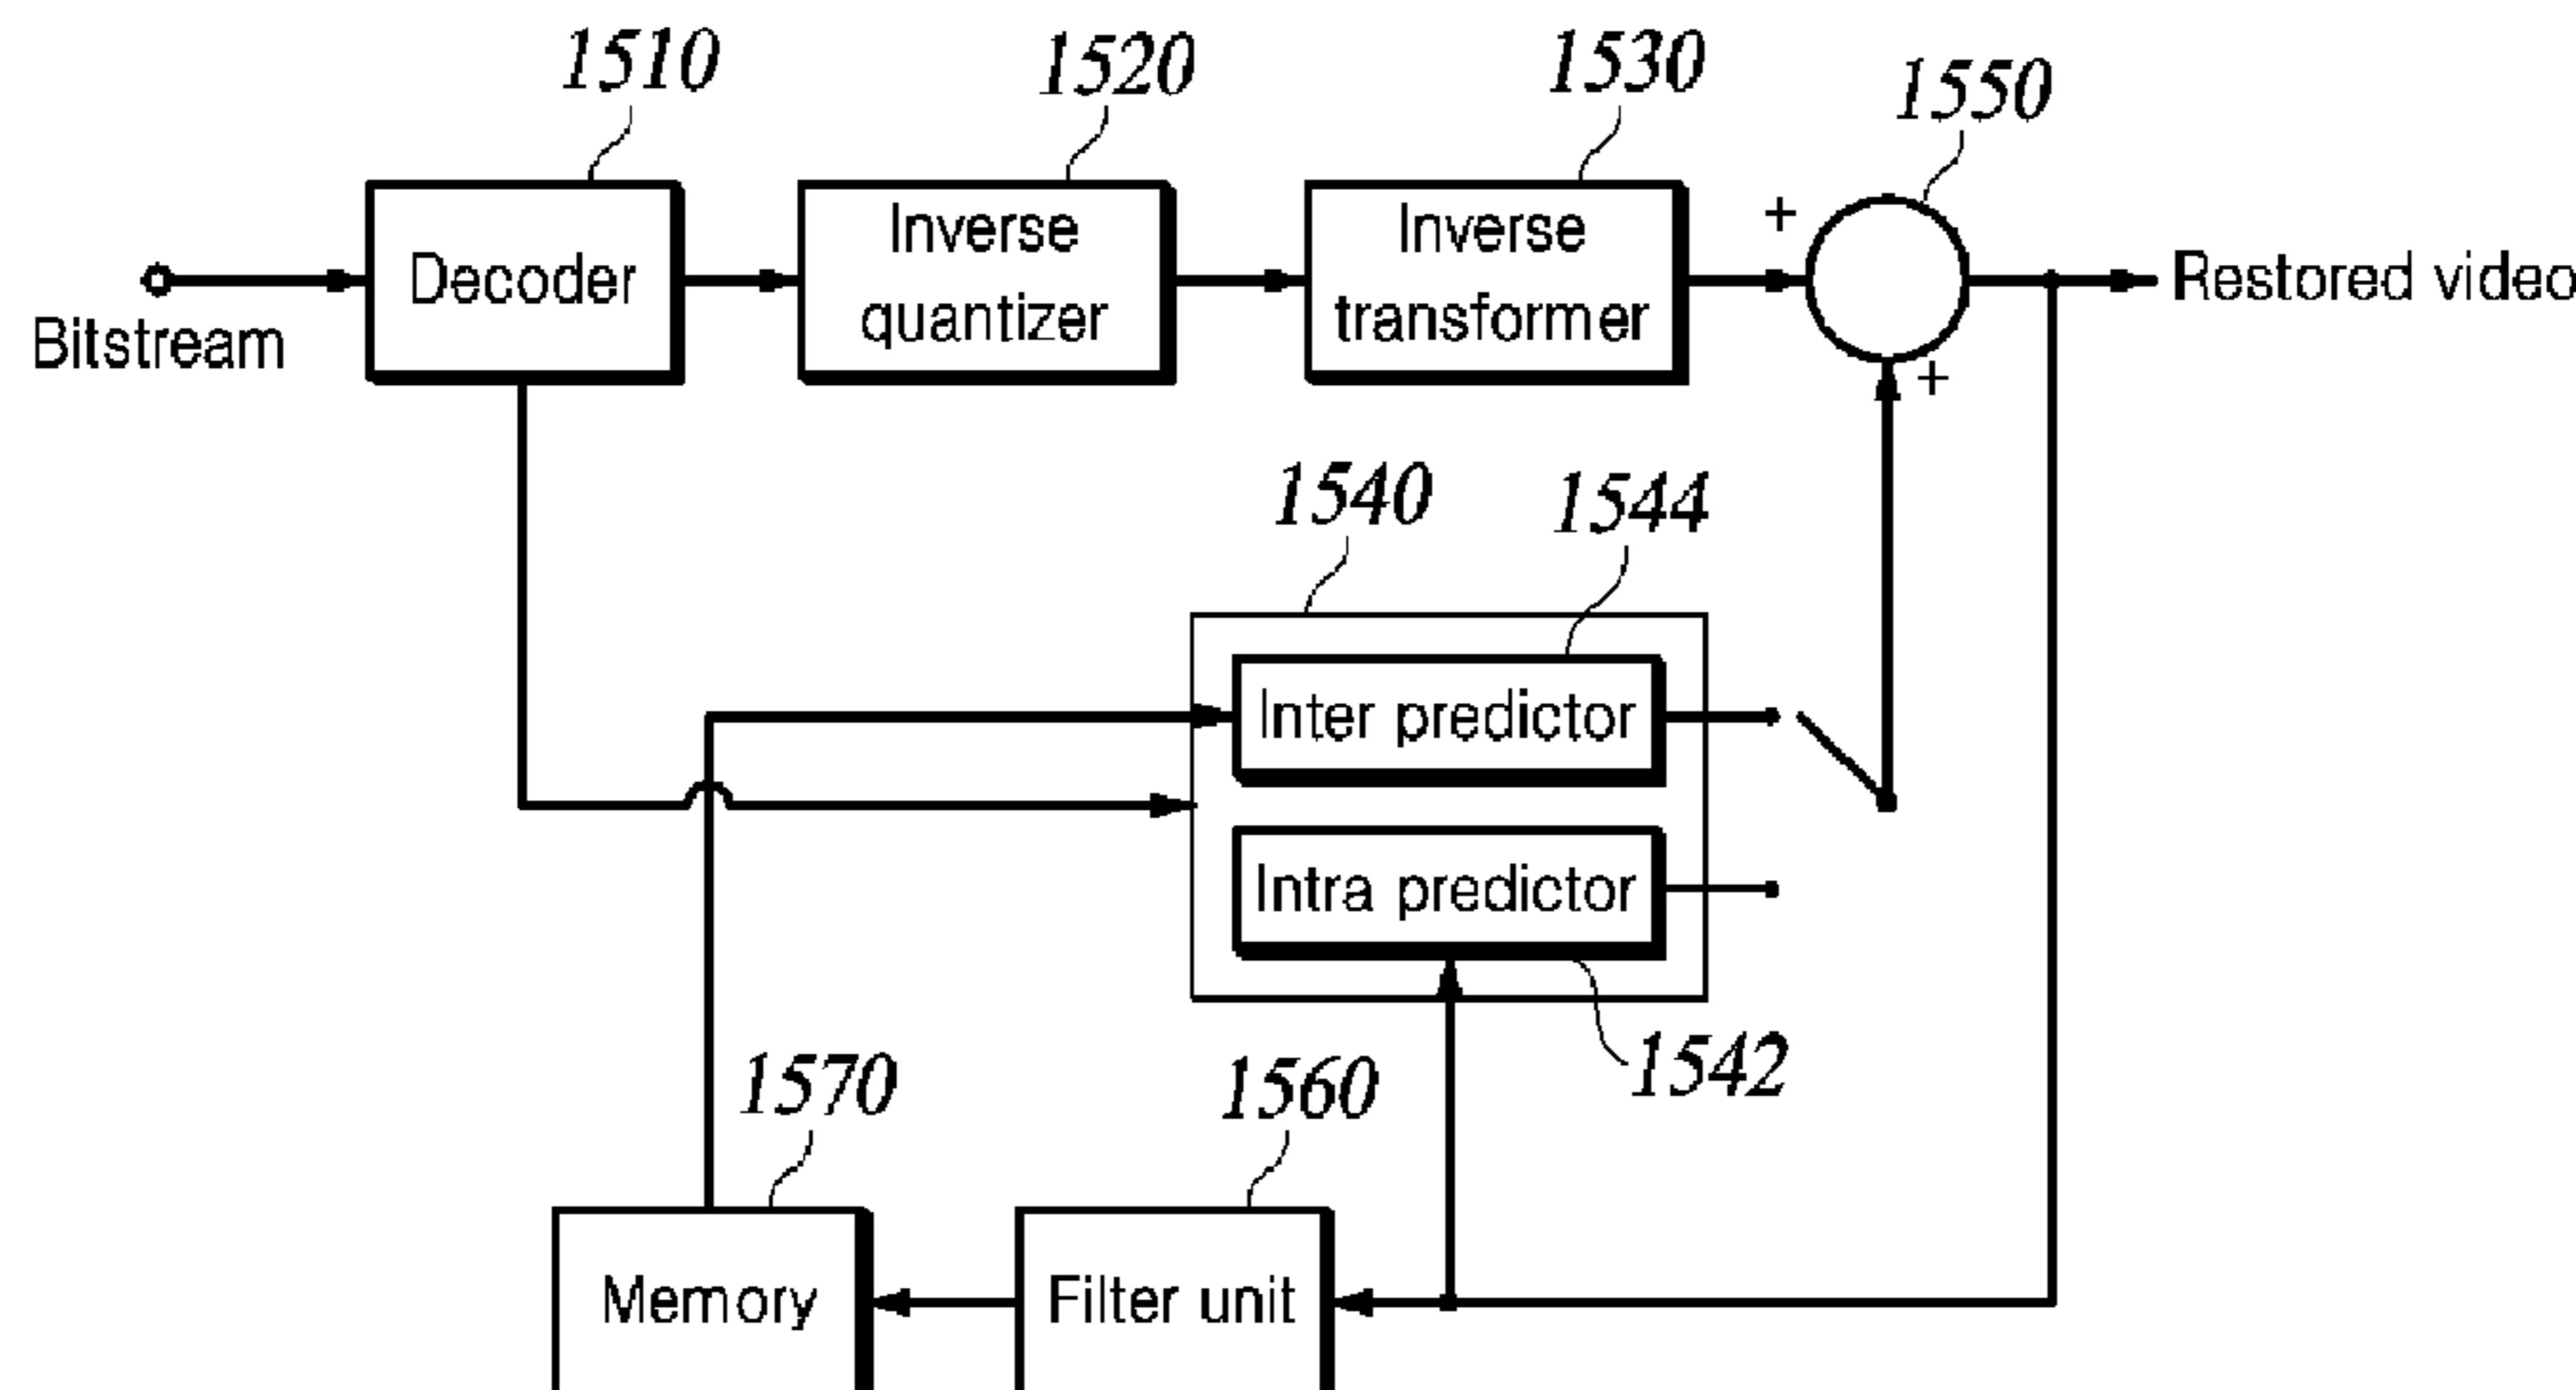 1510
1520
1530
1550
Decoder
Inverse
quantizer
Inverse
transformer
+
+
Restored video
Bitstream
1540
1544
Inter predictor
Intra predictor
1542
1570
1560
Memory
Filter unit